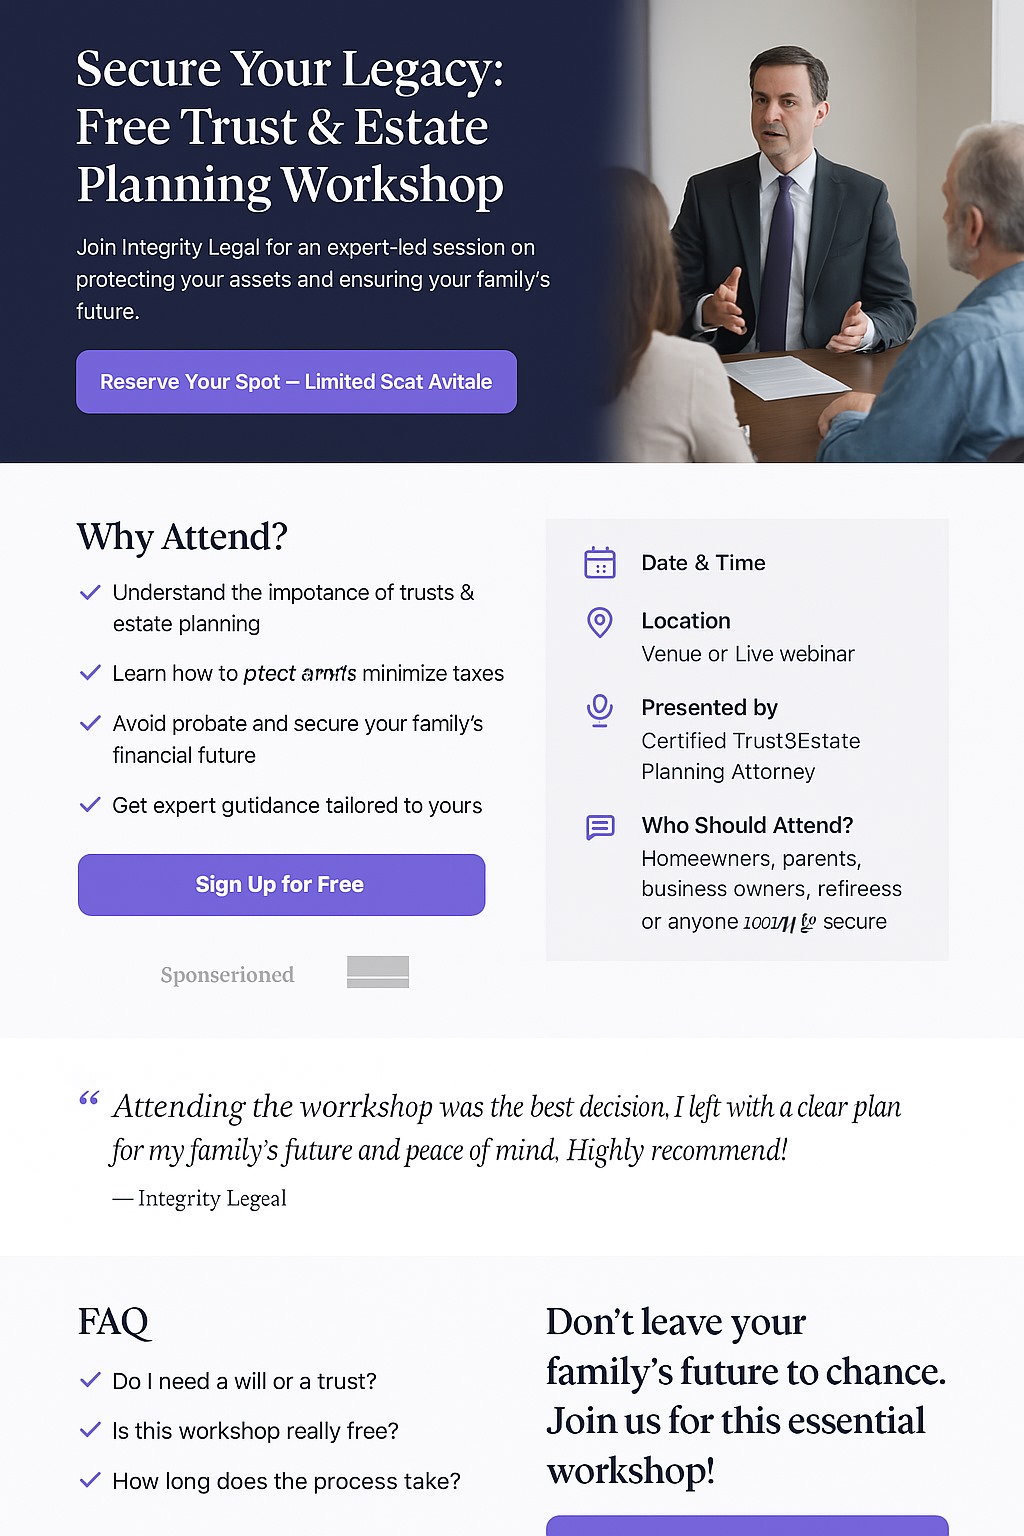 Secure Your Legacy:
Free Trust & Estate
Planning Workshop
Join Integrity Legal for an expert-led session on
protecting your assets and ensuring your family's
future.
Reserve Your Spot – Limited Scat Avitale
Why Attend?
Understand the impotance of trusts &
estate planning
Learn how to ptect minimize taxes
Avoid probate and secure your family's
financial future
Get expert gutidance tailored to yours
Sign Up for Free
Sponserioned
Date & Time
Location
Venue or Live webinar
Presented by
Certified Trust3Estate
Planning Attorney
Who Should Attend?
Homeewners, parents,
business owners, refireess
or anyone secure
“ Attending the worrkshop was the best decision, I left with a clear plan
for my family's future and peace of mind, Highly recommend!
— Integrity Legeal
FAQ
Do I need a will or a trust?
Is this workshop really free?
How long does the process take?
Don't leave your
family's future to chance.
Join us for this essential
workshop!